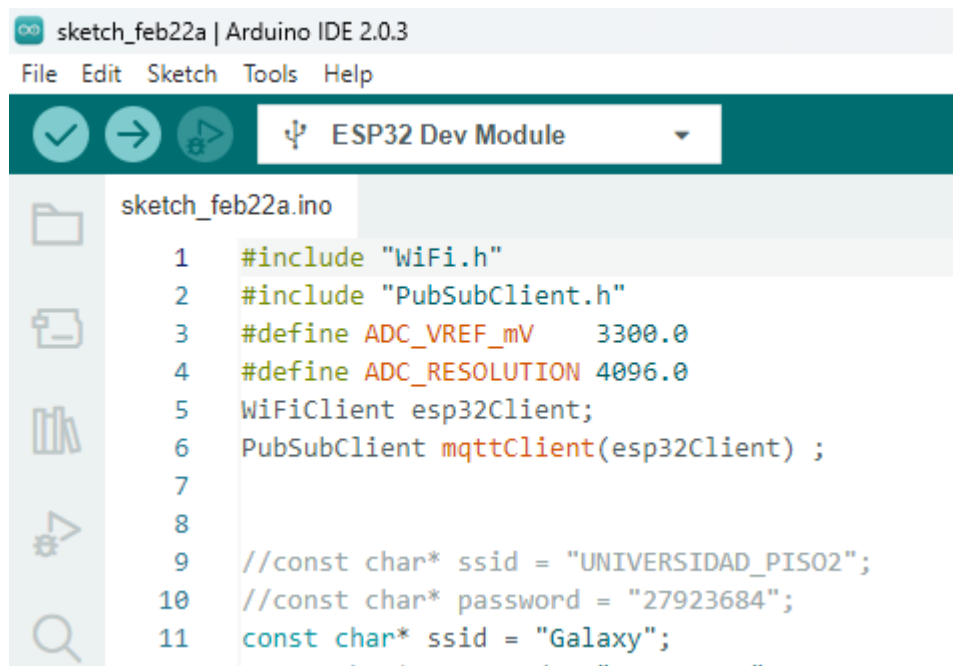 sketch_feb22a | Arduino IDE 2.0.3
File Edit Sketch Tools Help
ESP32 Dev Module
sketch_feb22a.ino
1 #include "WiFi.h"
2 #include "PubSubClient.h"
3 #define ADC_VREF_mV    3300.0
4 #define ADC_RESOLUTION 4096.0
5 WiFiClient esp32Client;
6 PubSubClient mqttClient(esp32Client) ;
7
8
9 //const char* ssid = "UNIVERSIDAD_PISO2";
10 //const char* password = "27923684";
11 const char* ssid = "Galaxy";